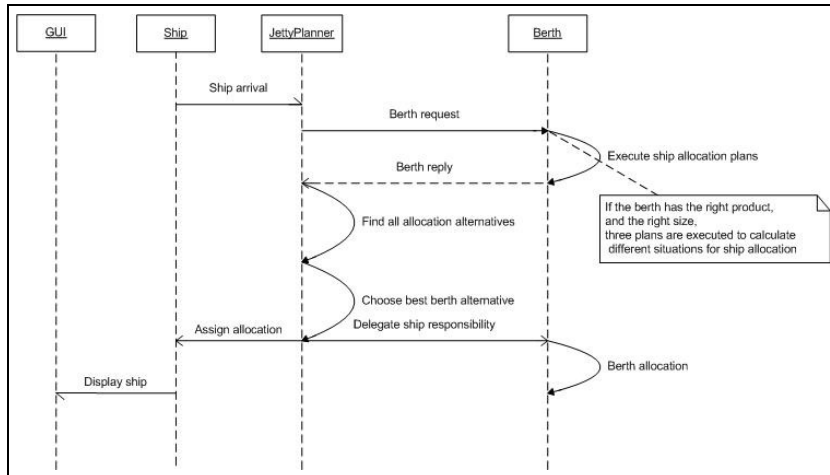 GUI
Ship
JettyPlanner
Berth
Ship arrival
Berth request
Execute ship allocation plans
Berth reply
If the berth has the right product,
and the right size,
three plans are executed to calculate
different situations for ship allocation
Find all allocation alternatives
Choose best berth alternative
Assign allocation
Delegate ship responsibility
Berth allocation
Display ship